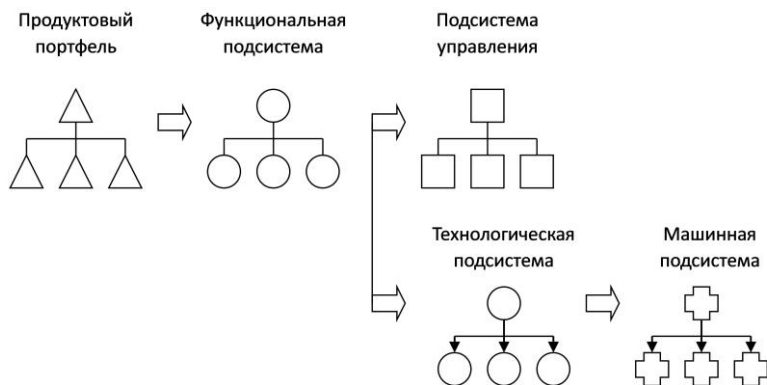 Продуктовый
портфель
Функциональная
подсистема
Подсистема
управления
Технологическая
подсистема
Машинная
подсистема